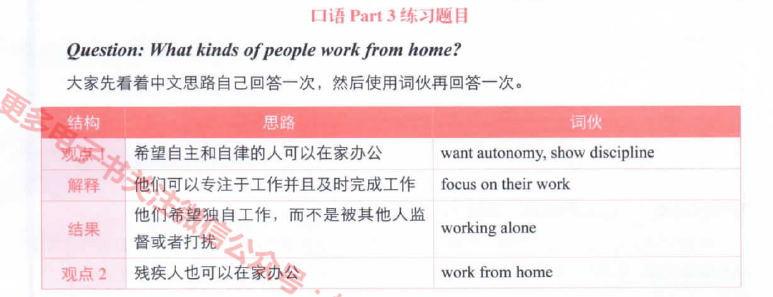 口语 Part 3 练习题目
Question: What kinds of people work from home?
大家先看着中文思路自己回答一次，然后使用词伙再回答一次。
结构 思路 词伙
观点 1 希望自主和自律的人可以在家办公 want autonomy, show discipline
解释 他们可以专注于工作并且及时完成工作 focus on their work
结果 他们希望独自工作，而不是被其他人监
督或者打扰 working alone
观点 2 残疾人也可以在家办公 work from home
更多电子书关注微信公众号：